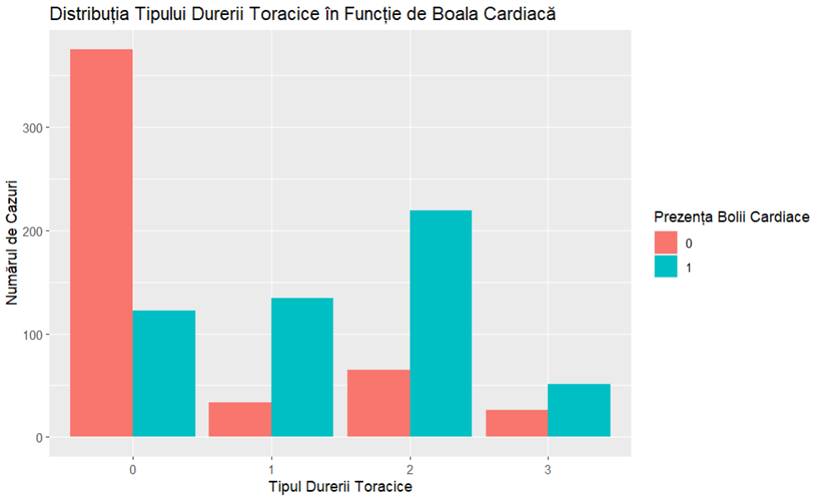 Distribuția Tipului Durerii Toracice în Funcție de Boala Cardiacă
Numărul de Cazuri
300
200
100
0
0 1 2 3
Tipul Durerii Toracice
Prezența Bolii Cardiace
0
1